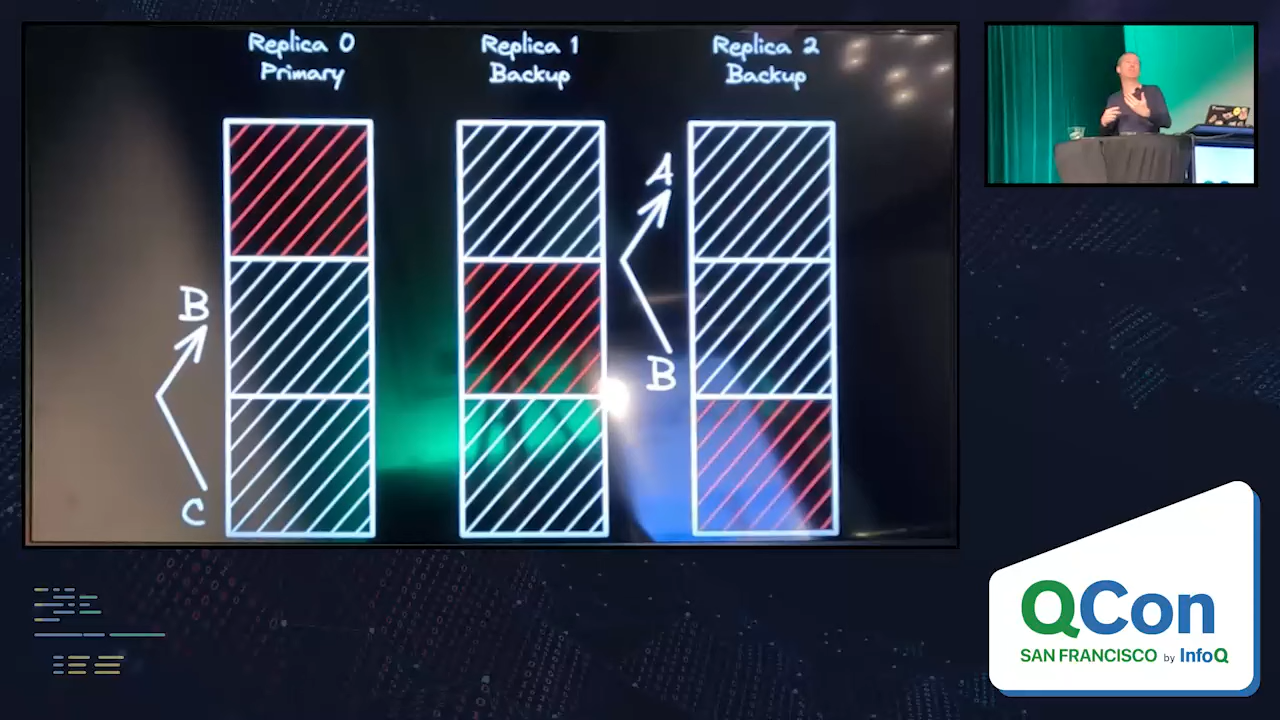 Replica 0
Primary
Replica 1
Backup
Replica 2
Backup
A
B
B
C
QCon
SAN FRANCISCO by InfoQ